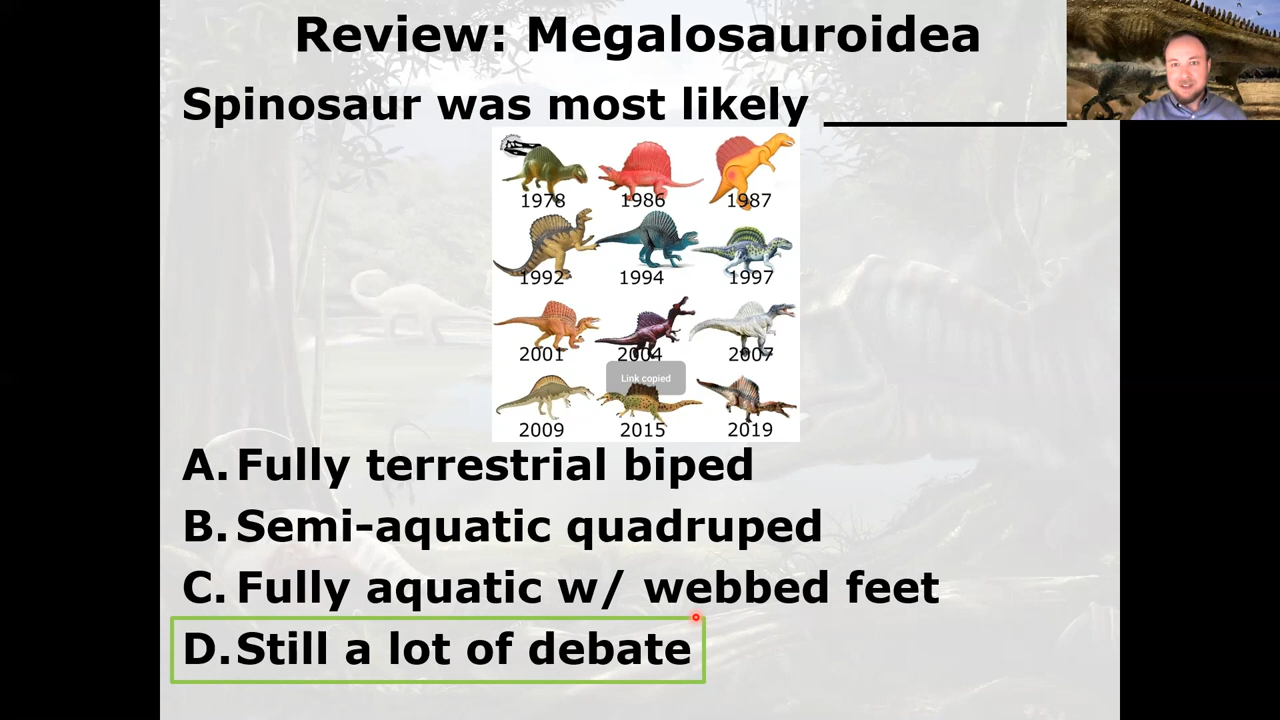 Review: Megalosauroidea
Spinosaur was most likely __________
1978 1986 1987
1992 1994 1997
2001 2004 2007
Link copied
2009 2015 2019
A. Fully terrestrial biped
B. Semi-aquatic quadruped
C. Fully aquatic w/ webbed feet
D. Still a lot of debate